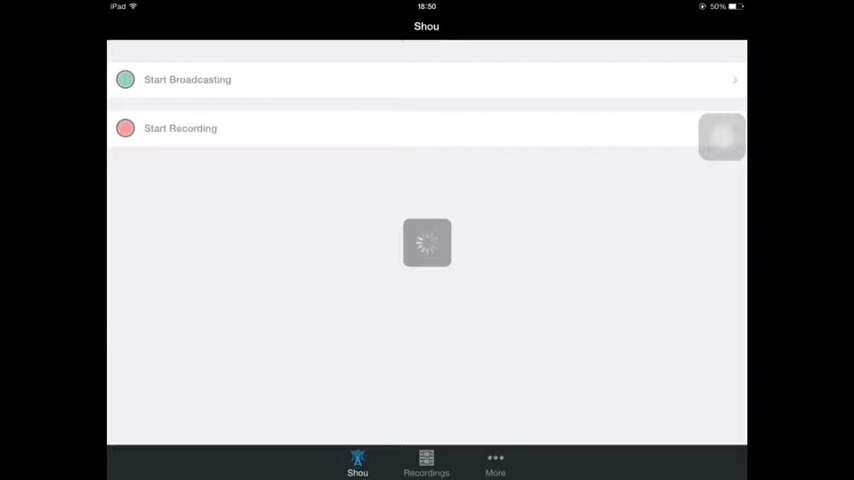 iPad 18:50 50%
Shou
Start Broadcasting
Start Recording
Shou Recordings More